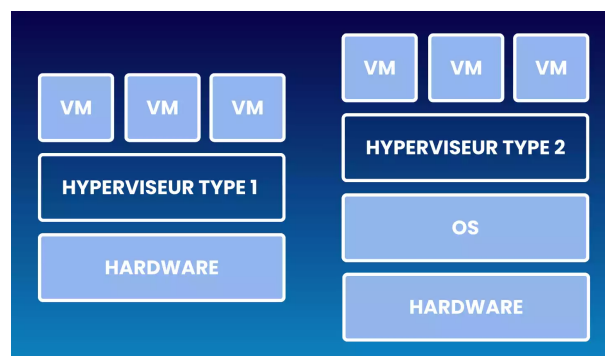 VM VM VM
HYPERVISEUR TYPE 1
HARDWARE
VM VM VM
HYPERVISEUR TYPE 2
OS
HARDWARE